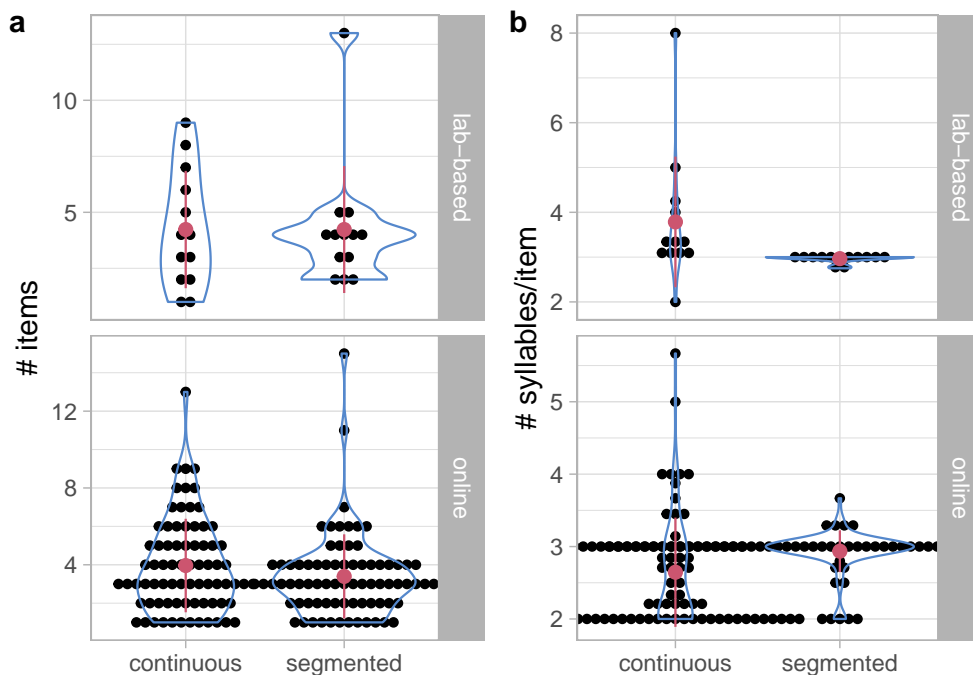 a
# items
10
5
lab−based
12
8
4
online
continuous
segmented
b
# syllables/item
8
6
4
2
lab−based
5
4
3
2
online
continuous
segmented